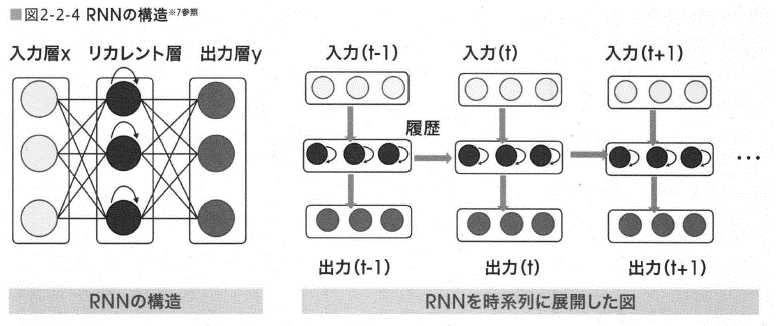 ■図2-2-4 RNNの構造※7参照
入力層x リカレント層 出力層y
RNNの構造
入力(t-1) 入力(t) 入力(t+1)
履歴
…
出力(t-1) 出力(t) 出力(t+1)
RNNを時系列に展開した図